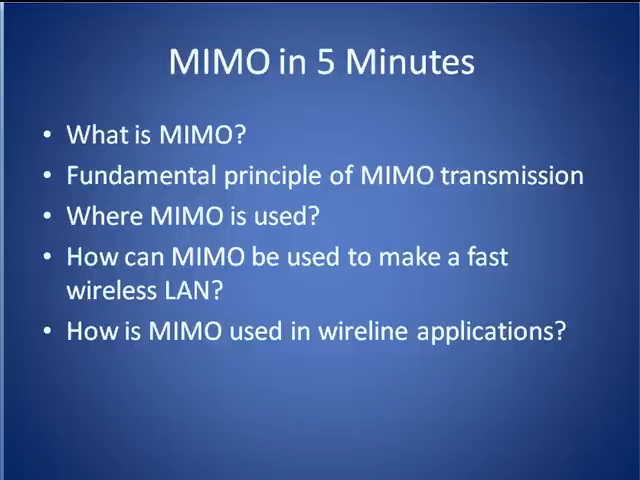 MIMO in 5 Minutes
• What is MIMO?
• Fundamental principle of MIMO transmission
• Where MIMO is used?
• How can MIMO be used to make a fast
wireless LAN?
• How is MIMO used in wireline applications?